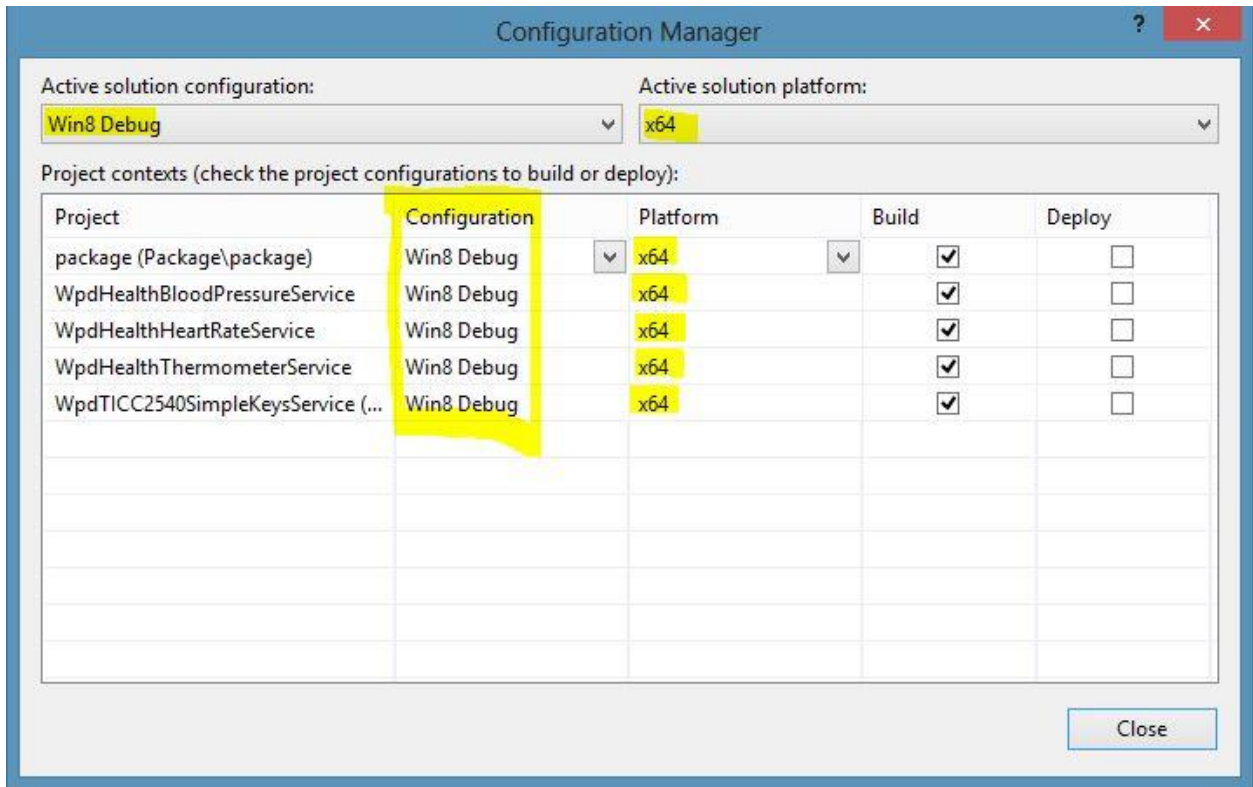 Configuration Manager
?
Active solution configuration: Active solution platform:
Win8 Debug x64
Project contexts (check the project configurations to build or deploy):
Project Configuration Platform Build Deploy
package (Package\package) Win8 Debug x64
WpdHealthBloodPressureService Win8 Debug x64
WpdHealthHeartRateService Win8 Debug x64
WpdHealthThermometerService Win8 Debug x64
WpdTICC2540SimpleKeysService (... Win8 Debug x64
Close